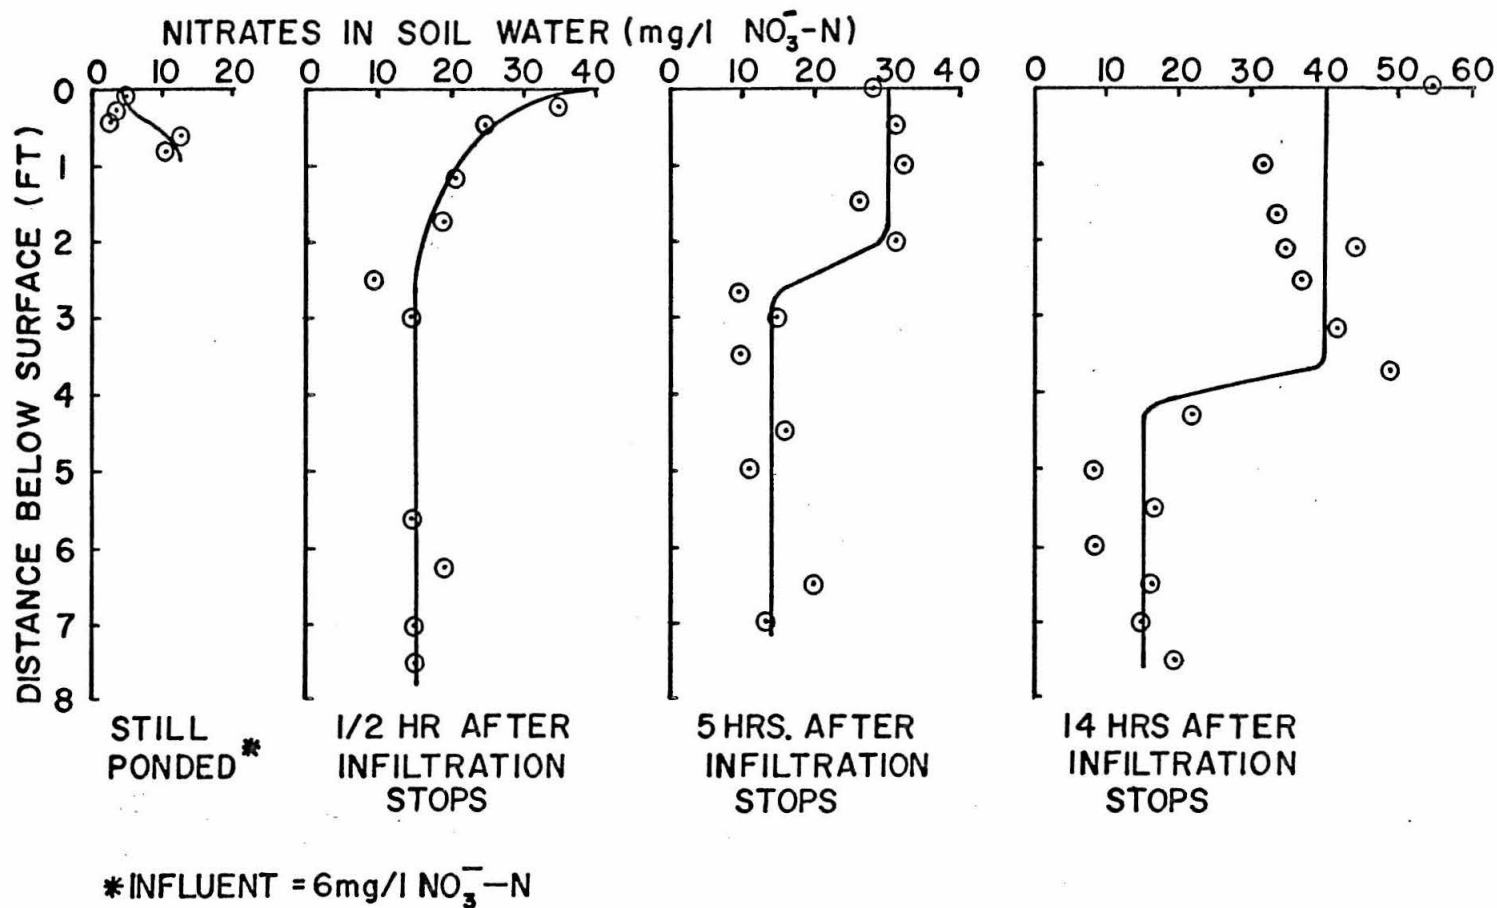 NITRATES IN SOIL WATER (mg/l NO₃⁻-N)
0 10 20 0 10 20 30 40 0 10 20 30 40 0 10 20 30 40 50 60
DISTANCE BELOW SURFACE (FT)
0
1
2
3
4
5
6
7
8
STILL
PONDED*
1/2 HR AFTER
INFILTRATION
STOPS
5 HRS. AFTER
INFILTRATION
STOPS
14 HRS AFTER
INFILTRATION
STOPS
*INFLUENT = 6mg/l NO₃⁻-N